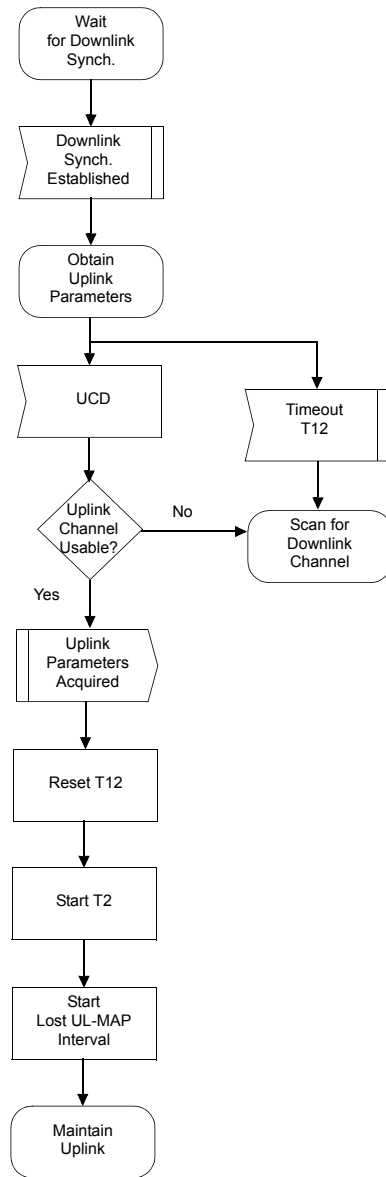 Wait
for Downlink
Synch.
Downlink
Synch.
Established
Obtain
Uplink
Parameters
UCD
Timeout
T12
Uplink
Channel
Usable?
No
Scan for
Downlink
Channel
Yes
Uplink
Parameters
Acquired
Reset T12
Start T2
Start
Lost UL-MAP
Interval
Maintain
Uplink